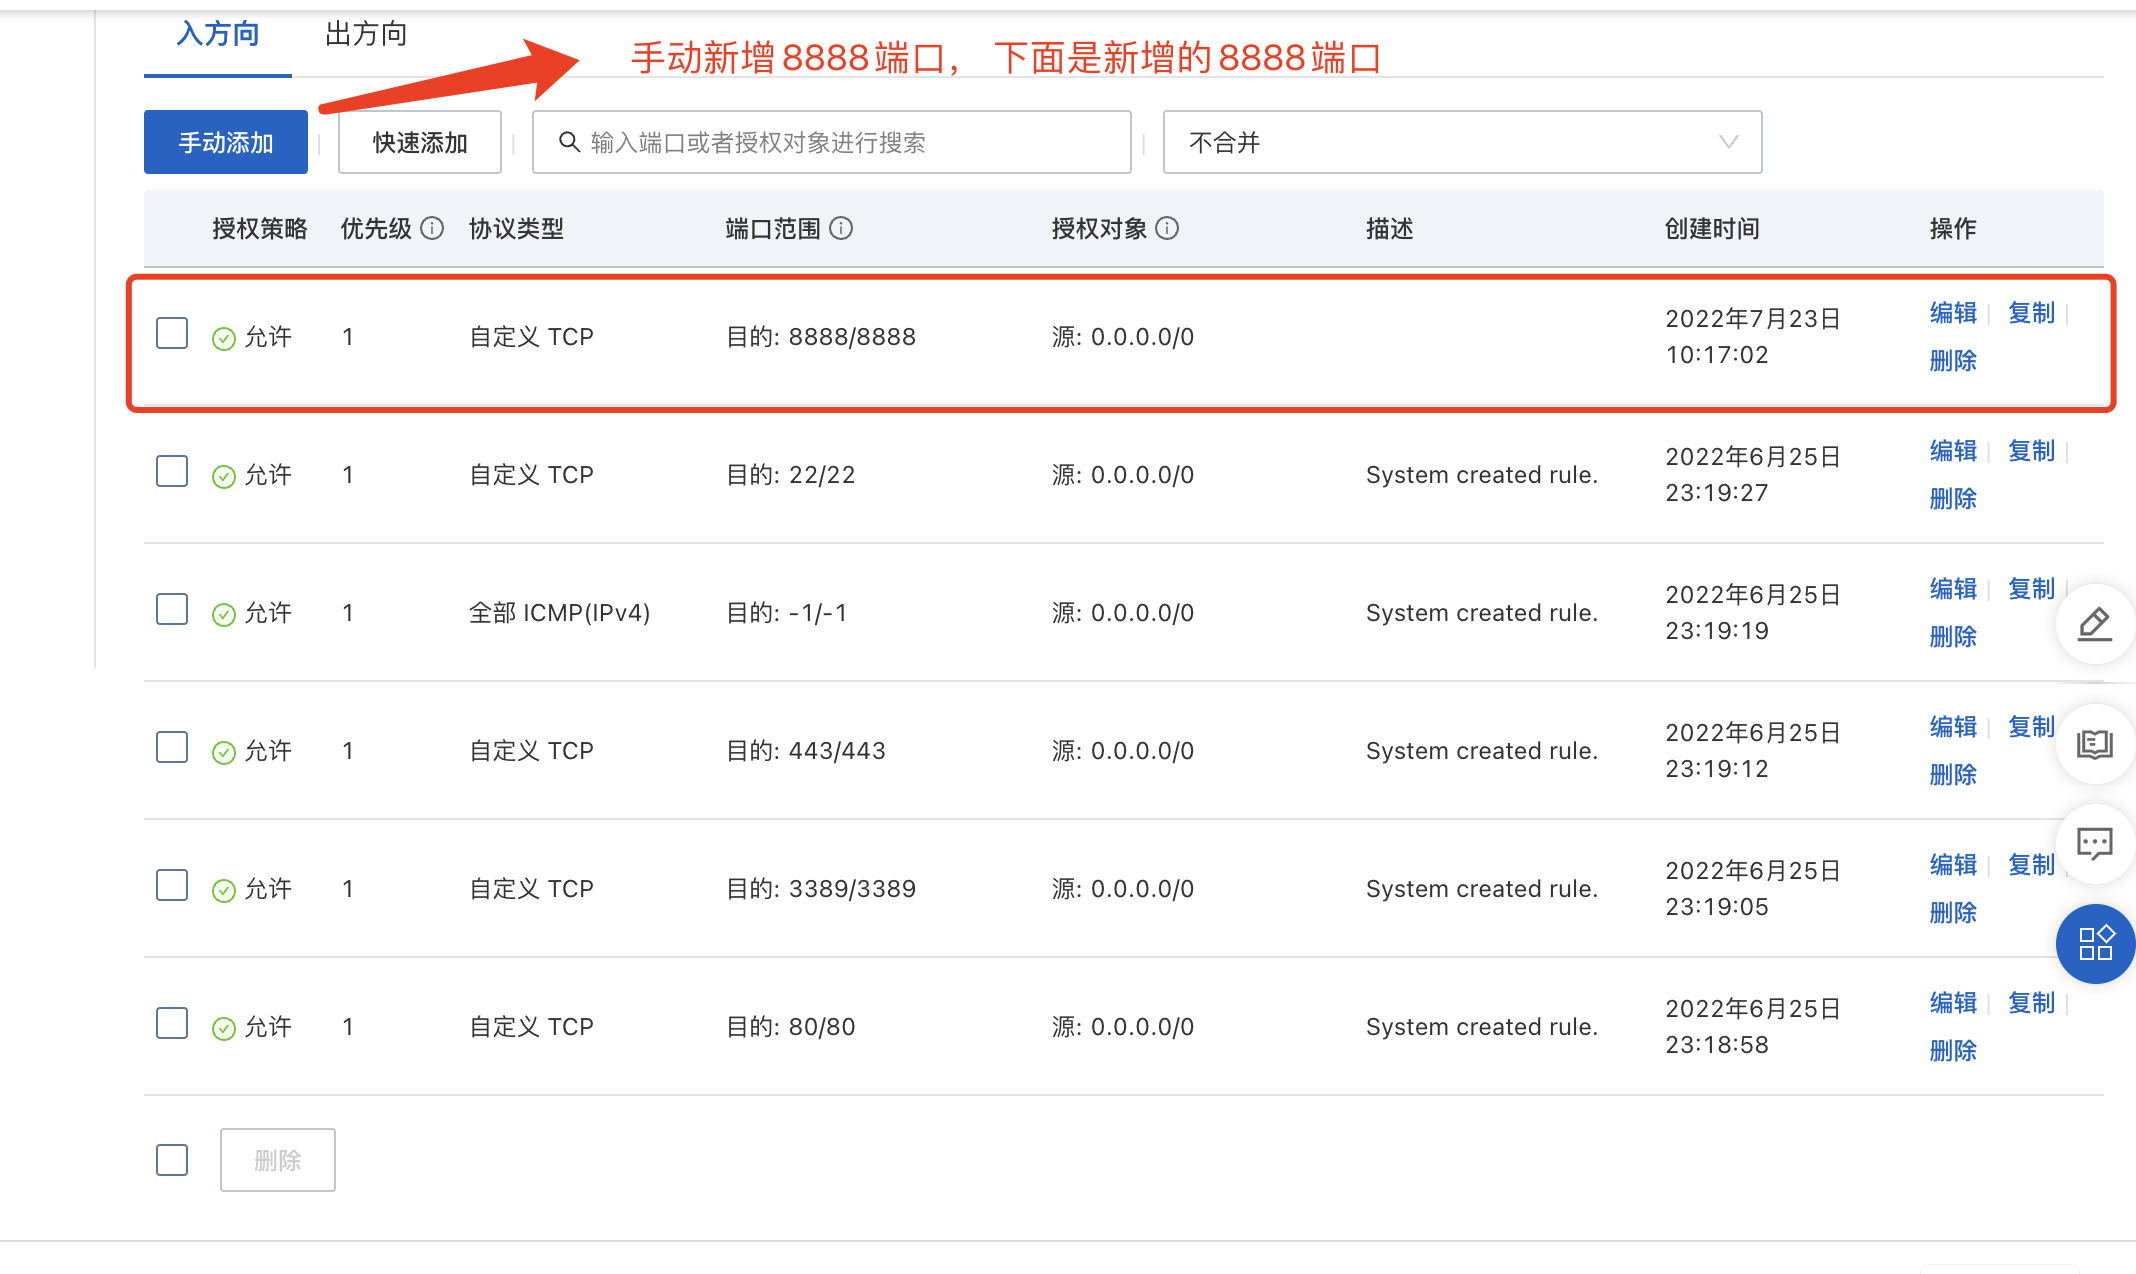 入方向 出方向
手动新增8888端口， 下面是新增的8888端口
手动添加 快速添加 输入端口或者授权对象进行搜索 不合并
授权策略 优先级 协议类型 端口范围 授权对象 描述 创建时间 操作
允许 1 自定义 TCP 目的: 8888/8888 源: 0.0.0.0/0 2022年7月23日 10:17:02 编辑 复制 删除
允许 1 自定义 TCP 目的: 22/22 源: 0.0.0.0/0 System created rule. 2022年6月25日 23:19:27 编辑 复制 删除
允许 1 全部 ICMP(IPv4) 目的: -1/-1 源: 0.0.0.0/0 System created rule. 2022年6月25日 23:19:19 编辑 复制 删除
允许 1 自定义 TCP 目的: 443/443 源: 0.0.0.0/0 System created rule. 2022年6月25日 23:19:12 编辑 复制 删除
允许 1 自定义 TCP 目的: 3389/3389 源: 0.0.0.0/0 System created rule. 2022年6月25日 23:19:05 编辑 复制 删除
允许 1 自定义 TCP 目的: 80/80 源: 0.0.0.0/0 System created rule. 2022年6月25日 23:18:58 编辑 复制 删除
删除